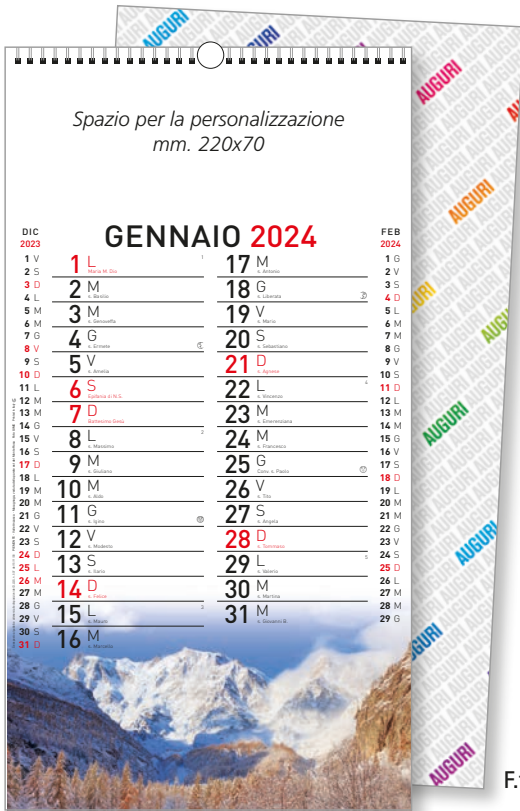 AUGURI
AUGURI
AUGURI
AUGURI
AUGURI
AUGURI
AUGURI
AUGURI
Spazio per la personalizzazione
mm. 220x70
GENNAIO 2024
DIC
2023
1 V
2 S
3 D
4 L
5 M
6 M
7 G
8 V
9 S
10 D
11 L
12 M
13 M
14 G
15 V
16 S
17 D
18 L
19 M
20 M
21 G
22 V
23 S
24 D
25 L
26 M
27 M
28 G
29 V
30 S
31 D
1 L 1
Maria M. Dio
2 M
s. Basilio
3 M
s. Genoveffa
4 G
s. Ermete
5 V
s. Amelia
6 S
Epifania di N.S.
7 D
Battesimo Gesù
8 L 2
s. Massimo
9 M
s. Giuliano
10 M
s. Aldo
11 G
s. Igino
12 V
s. Modesto
13 S
s. Ilario
14 D
s. Felice
15 L 3
s. Mauro
16 M
s. Marcello
17 M
s. Antonio
18 G
s. Liberata
19 V
s. Mario
20 S
s. Sebastiano
21 D
s. Agnese
22 L 4
s. Vincenzo
23 M
s. Emerenziana
24 M
s. Francesco
25 G
Conv. s. Paolo
26 V
s. Tito
27 S
s. Angela
28 D
s. Tommaso
29 L 5
s. Valerio
30 M
s. Martina
31 M
s. Giovanni B.
FEB
2024
1 G
2 V
3 S
4 D
5 L
6 M
7 M
8 G
9 V
10 S
11 D
12 L
13 M
14 M
15 G
16 V
17 S
18 D
19 L
20 M
21 M
22 G
23 V
24 S
25 D
26 L
27 M
28 M
29 G